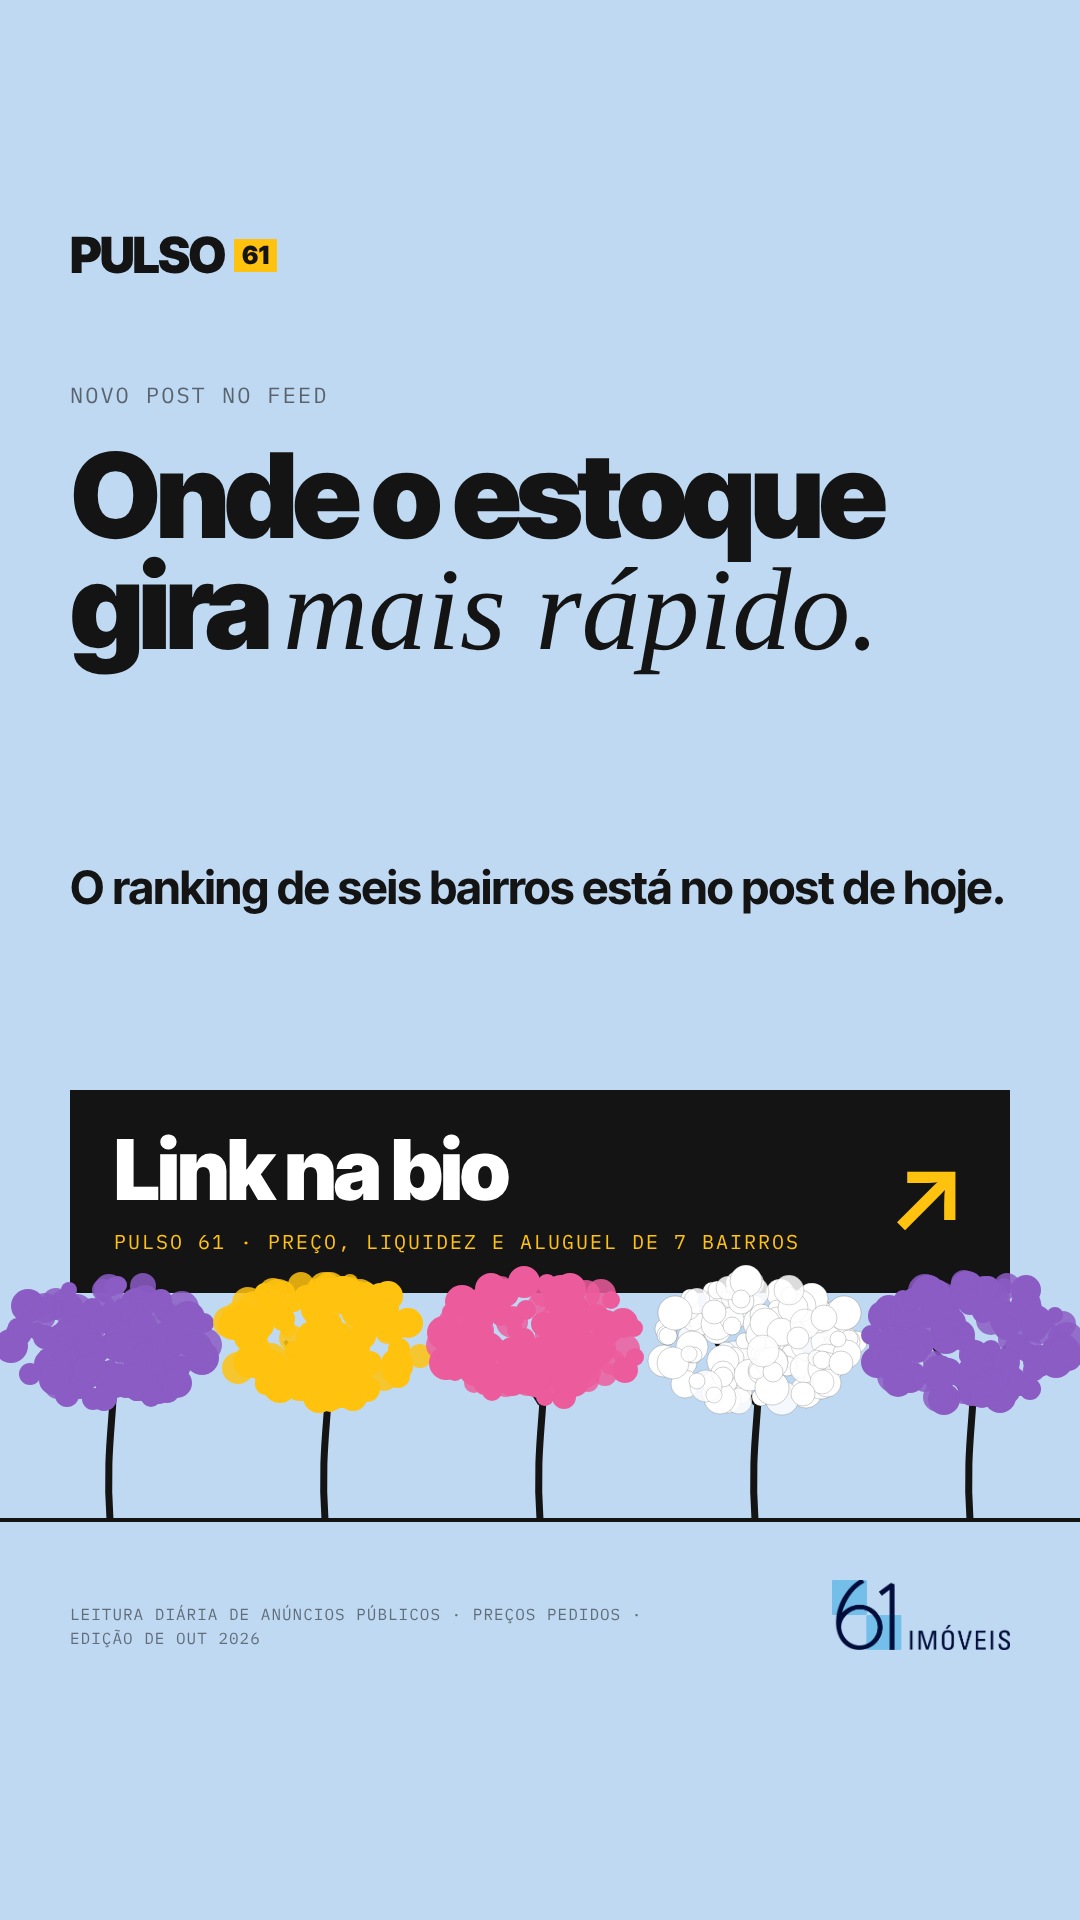 PULSO 61
NOVO POST NO FEED
Onde o estoque
gira mais rápido.
O ranking de seis bairros está no post de hoje.
Link na bio
PULSO 61 · PREÇO, LIQUIDEZ E ALUGUEL DE 7 BAIRROS
LEITURA DIÁRIA DE ANÚNCIOS PÚBLICOS · PREÇOS PEDIDOS ·
EDIÇÃO DE OUT 2026
61 IMÓVEIS